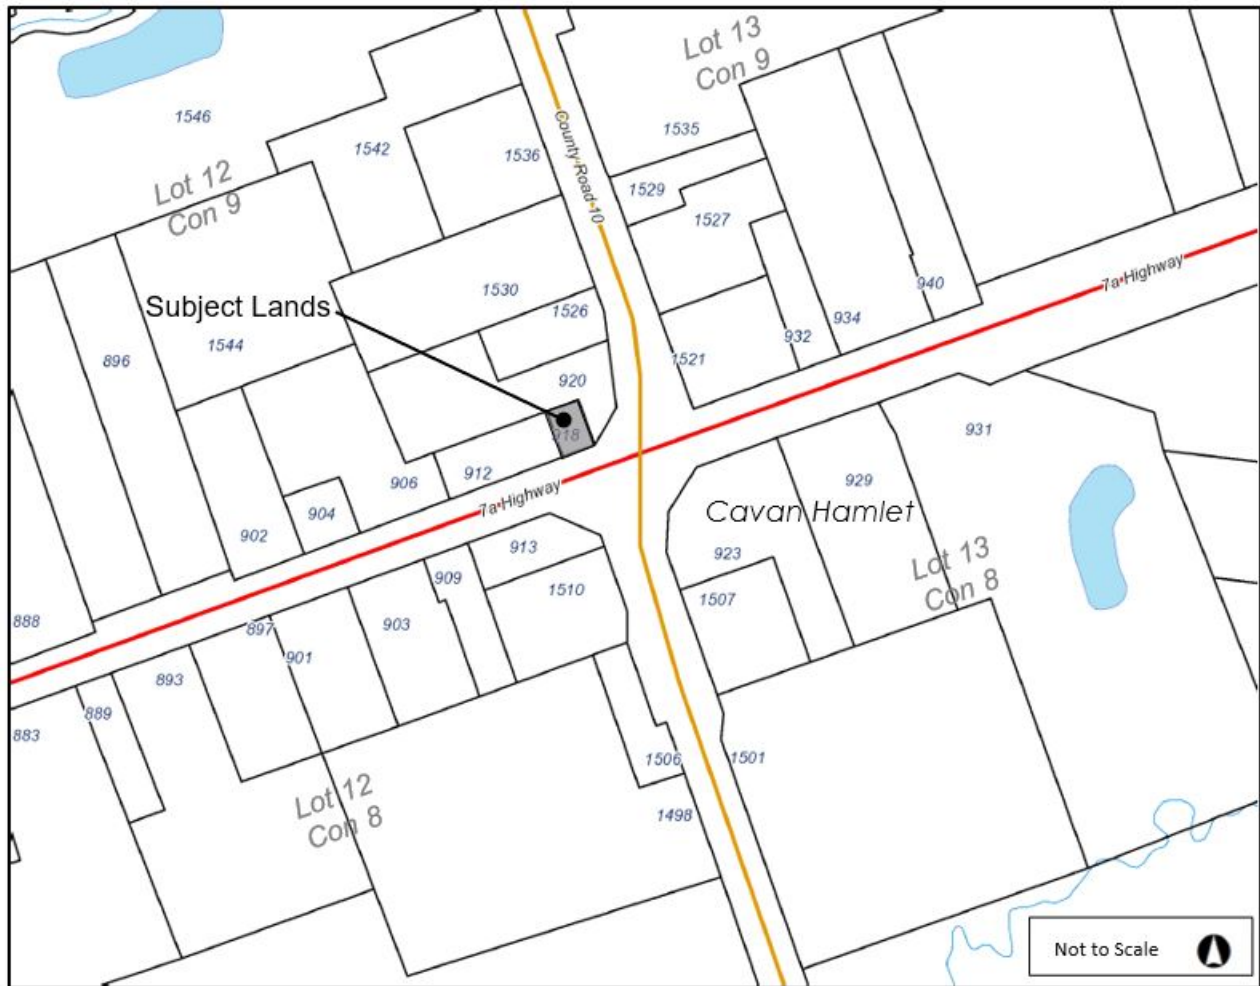 Lot 13
Con 9
1546
1535
1542
1536
County Road 10
Lot 12
Con 9
1529
1527
7a Highway
940
1530
Subject Lands
1526
934
932
1544
896
1521
920
918
931
912
906
929
7a Highway
904
Cavan Hamlet
902
913
923
Lot 13
Con 8
909
1510
1507
888
903
897
901
893
889
883
1506
1501
Lot 12
Con 8
1498
Not to Scale